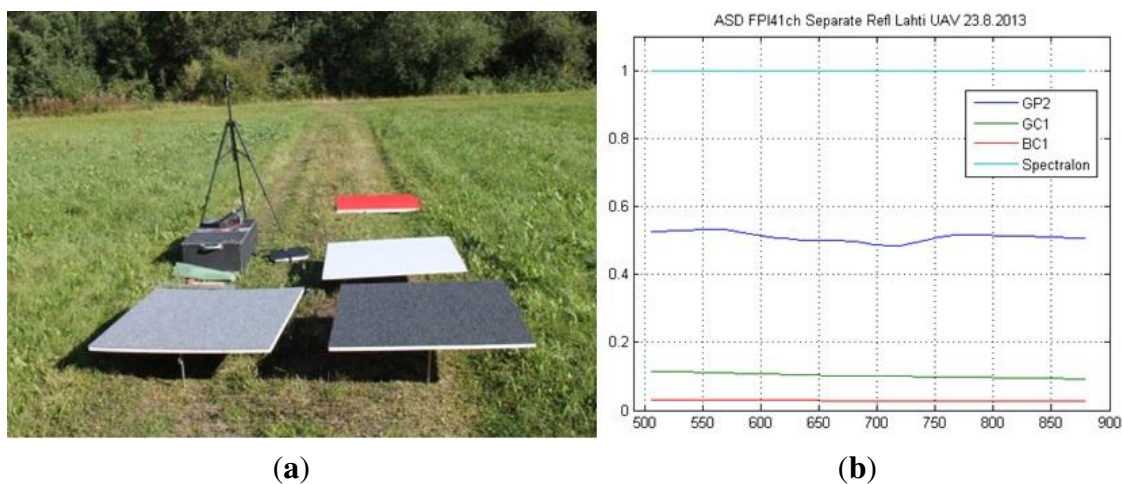 ASD FPI41ch Separate Refl Lahti UAV 23.8.2013
1
0.8
0.6
0.4
0.2
0
GP2
GC1
BC1
Spectralon
500 550 600 650 700 750 800 850 900
(a) (b)